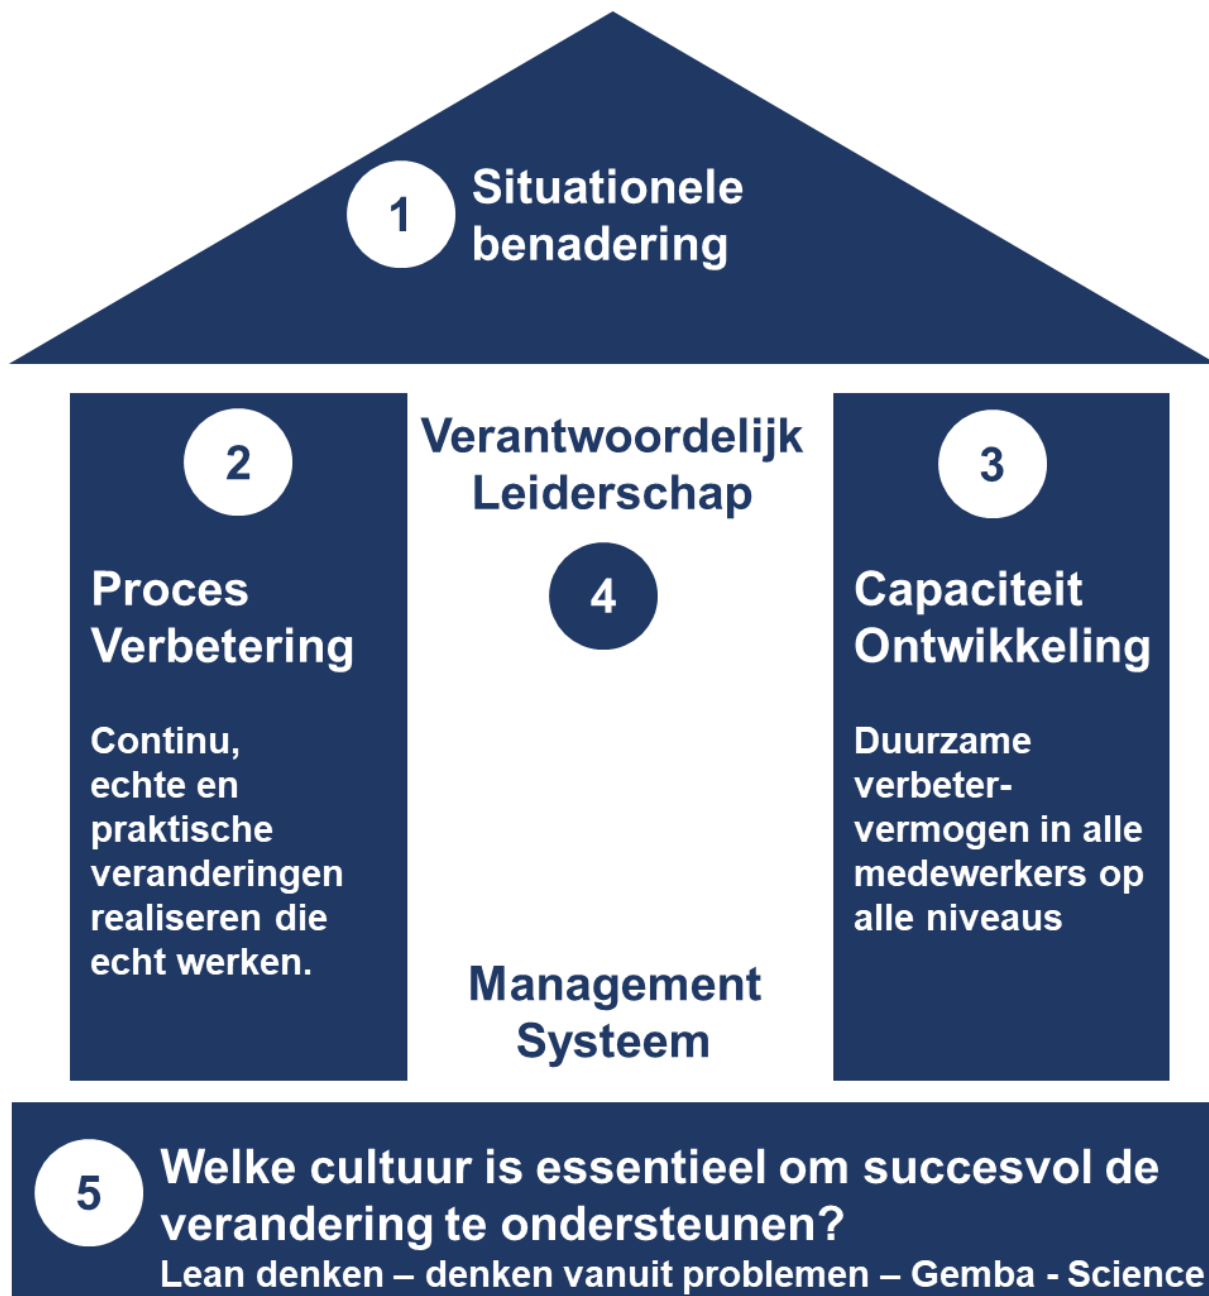 1
Situationele
benadering
2
Proces
Verbetering
Continu,
echte en
praktische
veranderingen
realiseren die
echt werken.
Verantwoordelijk
Leiderschap
4
Management
Systeem
3
Capaciteit
Ontwikkeling
Duurzame
verbeter-
vermogen in alle
medewerkers op
alle niveaus
5
Welke cultuur is essentieel om succesvol de
verandering te ondersteunen?
Lean denken – denken vanuit problemen – Gemba - Science